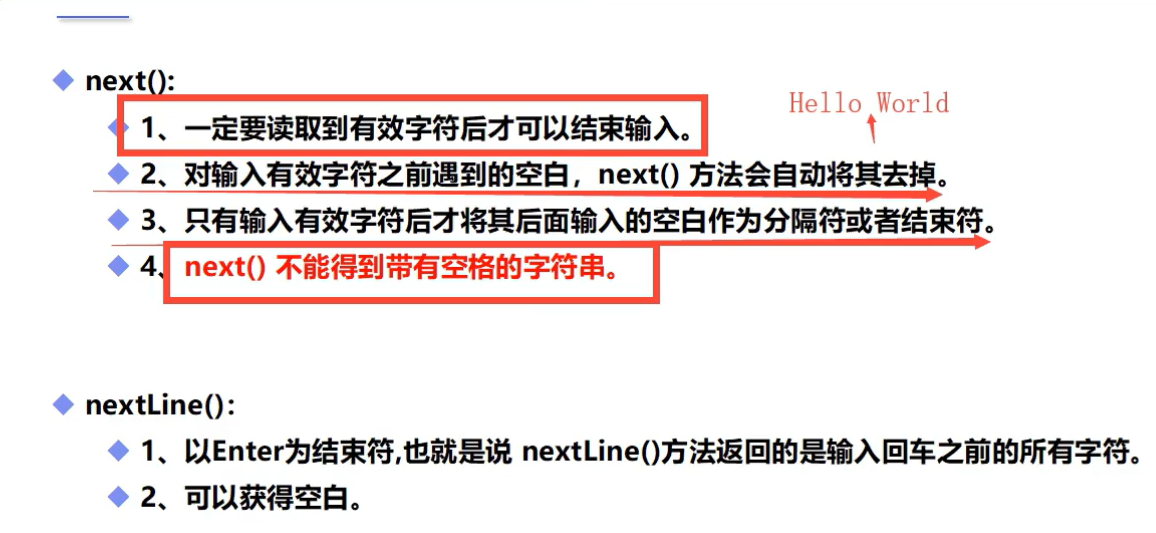 next():
1、一定要读取到有效字符后才可以结束输入。
Hello World
2、对输入有效字符之前遇到的空白，next() 方法会自动将其去掉。
3、只有输入有效字符后才将其后面输入的空白作为分隔符或者结束符。
4、next() 不能得到带有空格的字符串。
nextLine()：
1、以Enter为结束符,也就是说 nextLine()方法返回的是输入回车之前的所有字符。
2、可以获得空白。